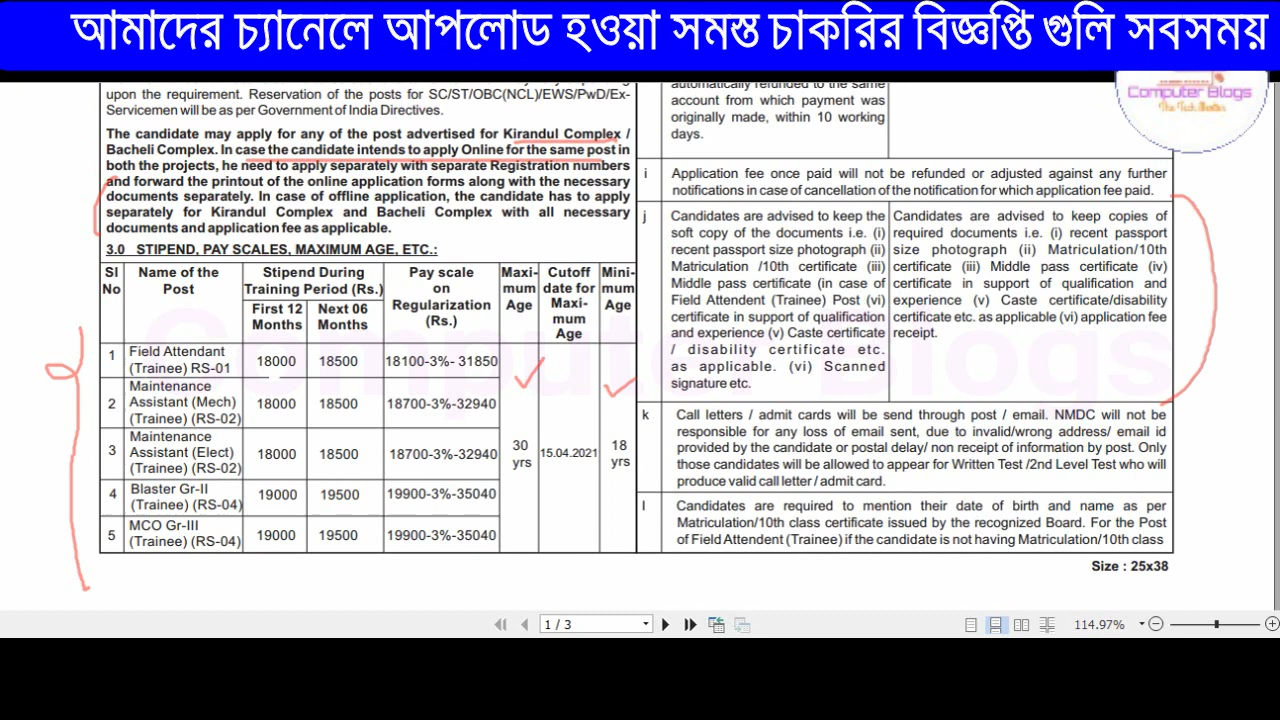 আমাদের চ্যানেলে আপলোড হওয়া সমস্ত চাকরির বিজ্ঞপ্তি গুলি সবসময়
Computer Blogs
The Tech Master
upon the requirement. Reservation of the posts for SC/ST/OBC(NCL)/EWS/PwD/Ex-
Servicemen will be as per Government of India Directives.
The candidate may apply for any of the post advertised for Kirandul Complex /
Bacheli Complex. In case the candidate intends to apply Online for the same post in
both the projects, he need to apply separately with separate Registration numbers
and forward the printout of the online application forms along with the necessary
documents separately. In case of offline application, the candidate has to apply
separately for Kirandul Complex and Bacheli Complex with all necessary
documents and application fee as applicable.
3.0 STIPEND, PAY SCALES, MAXIMUM AGE, ETC.:
Sl No | Name of the Post | Stipend During Training Period (Rs.) | Pay scale on Regularization (Rs.) | Maxi-mum Age | Cutoff date for Maxi-mum Age | Mini-mum Age
First 12 Months | Next 06 Months
1 Field Attendant (Trainee) RS-01 18000 18500 18100-3%- 31850
2 Maintenance Assistant (Mech) (Trainee) (RS-02) 18000 18500 18700-3%-32940
3 Maintenance Assistant (Elect) (Trainee) (RS-02) 18000 18500 18700-3%-32940
30 yrs 15.04.2021 18 yrs
4 Blaster Gr-II (Trainee) (RS-04) 19000 19500 19900-3%-35040
5 MCO Gr-III (Trainee) (RS-04) 19000 19500 19900-3%-35040
automatically refunded to the same
account from which payment was
originally made, within 10 working
days.
i Application fee once paid will not be refunded or adjusted against any further
notifications in case of cancellation of the notification for which application fee paid.
j Candidates are advised to keep the
soft copy of the documents i.e. (i)
recent passport size photograph (ii)
Matriculation /10th certificate (iii)
Middle pass certificate (in case of
Field Attendent (Trainee) Post (vi)
certificate in support of qualification
and experience (v) Caste certificate
/ disability certificate etc.
as applicable. (vi) Scanned
signature etc.
Candidates are advised to keep copies of
required documents i.e. (i) recent passport
size photograph (ii) Matriculation/10th
certificate (iii) Middle pass certificate (iv)
certificate in support of qualification and
experience (v) Caste certificate/disability
certificate etc. as applicable (vi) application fee
receipt.
k Call letters / admit cards will be send through post / email. NMDC will not be
responsible for any loss of email sent, due to invalid/wrong address/ email id
provided by the candidate or postal delay/ non receipt of information by post. Only
those candidates will be allowed to appear for Written Test /2nd Level Test who will
produce valid call letter / admit card.
l Candidates are required to mention their date of birth and name as per
Matriculation/10th class certificate issued by the recognized Board. For the Post
of Field Attendent (Trainee) if the candidate is not having Matriculation/10th class
Size : 25x38
Computer Blogs
1 / 3
114.97%